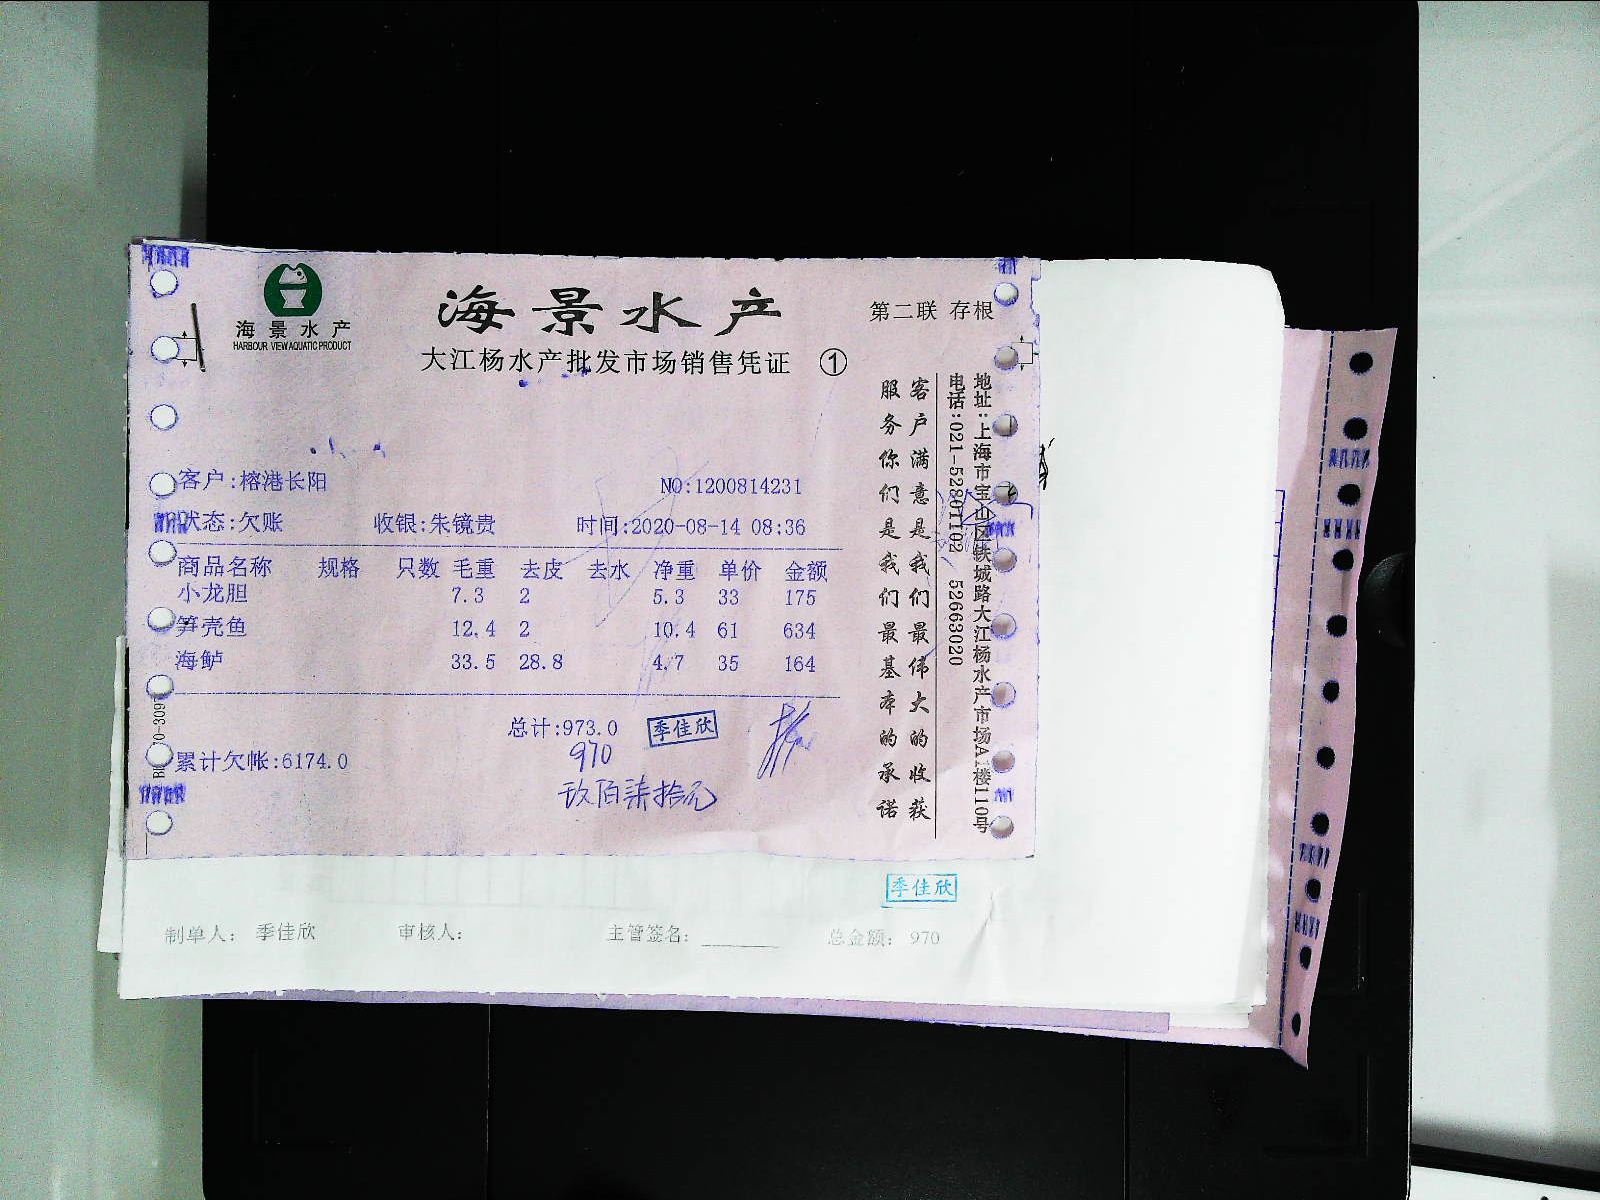 海景水产
HARBOUR VIEW AQUATIC PRODUCT
海景水产
大江杨水产批发市场销售凭证 ①
第二联 存根
客户:榕港长阳 NO:1200814231
状态:欠账 收银:朱镜贵 时间:2020-08-14 08:36
商品名称 规格 只数 毛重 去皮 去水 净重 单价 金额
小龙胆 7.3 2 5.3 33 175
笋壳鱼 12.4 2 10.4 61 634
海鲈 33.5 28.8 4.7 35 164
总计:973.0 季佳欣
970
累计欠帐:6174.0
玖佰柒拾元
客户满意是我们最伟大的收获
服务你们是我们最基本的承诺
地址:上海市宝山区铁城路大江杨水产市场A1楼110号
电话:021-52801102 52663020
季佳欣
制单人: 季佳欣 审核人: 主管签名: 总金额: 970